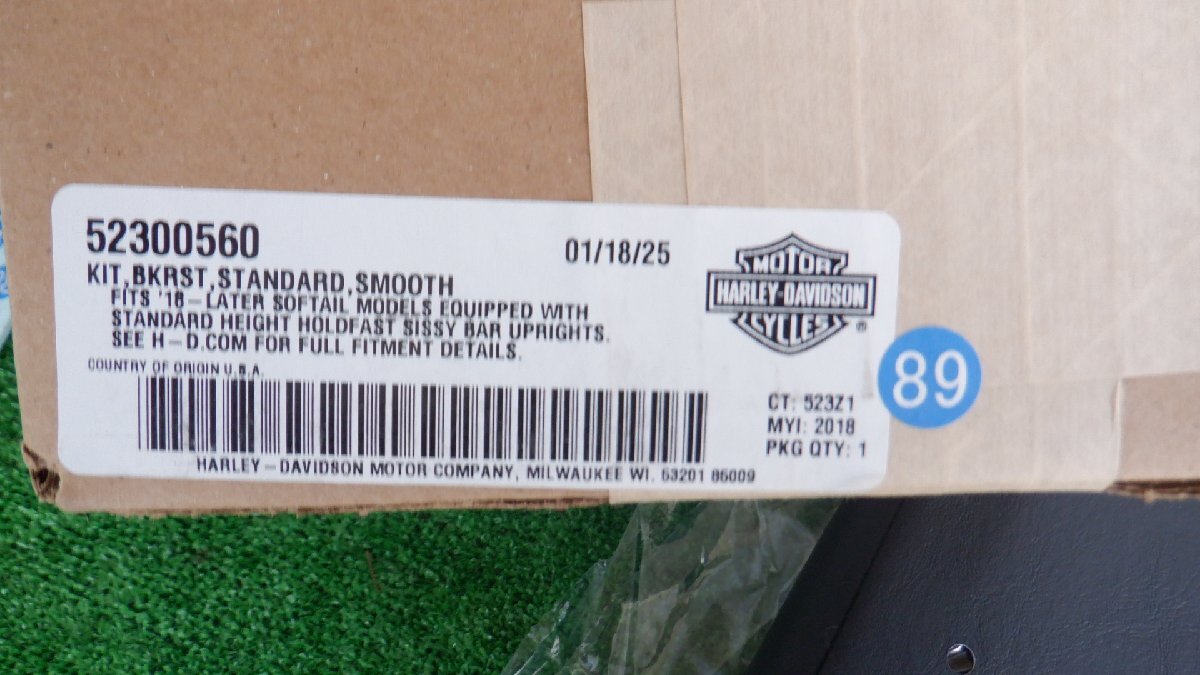 52300560
01/18/25
KIT,BKRST,STANDARD,SMOOTH
FITS '18-LATER SOFTAIL MODELS EQUIPPED WITH
STANDARD HEIGHT HOLDFAST SISSY BAR UPRIGHTS.
SEE H-D.COM FOR FULL FITMENT DETAILS.
COUNTRY OF ORIGIN U.S.A.
MOTOR
HARLEY-DAVIDSON
CYCLES
®
89
CT: 523Z1
MYI: 2018
PKG QTY: 1
HARLEY-DAVIDSON MOTOR COMPANY, MILWAUKEE WI. 53201 86009